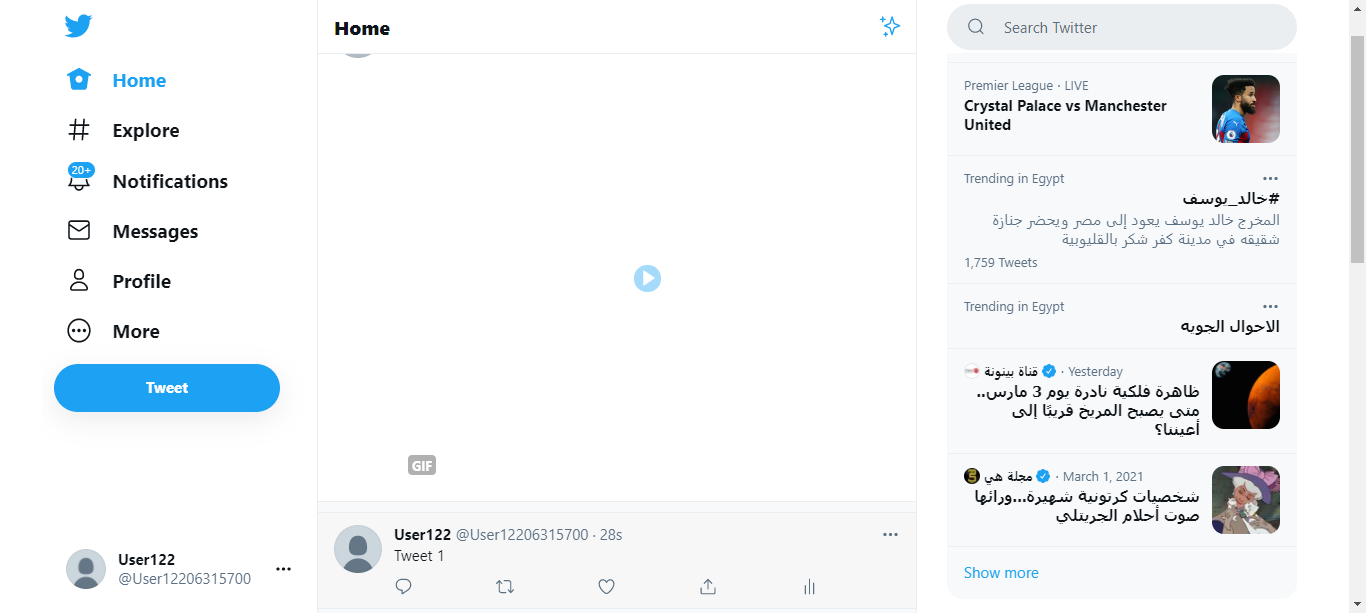 Home
Explore
20+
Notifications
Messages
Profile
More
Tweet
User122
@User12206315700
Home
GIF
User122 @User12206315700 · 28s
Tweet 1
Search Twitter
Premier League · LIVE
Crystal Palace vs Manchester
United
Trending in Egypt
#خالد_يوسف
المخرج خالد يوسف يعود إلى مصر ويحضر جنازة
شقيقه في مدينة كفر شكر بالقليوبية
1,759 Tweets
Trending in Egypt
الاحوال الجويه
قناة بينونة · Yesterday
ظاهرة فلكية نادرة يوم 3 مارس..
متى يصبح المريخ قريبًا إلى
أعيننا؟
مجلة هي · March 1, 2021
شخصيات كرتونية شهيرة...ورائها
صوت أحلام الجريتلي
Show more